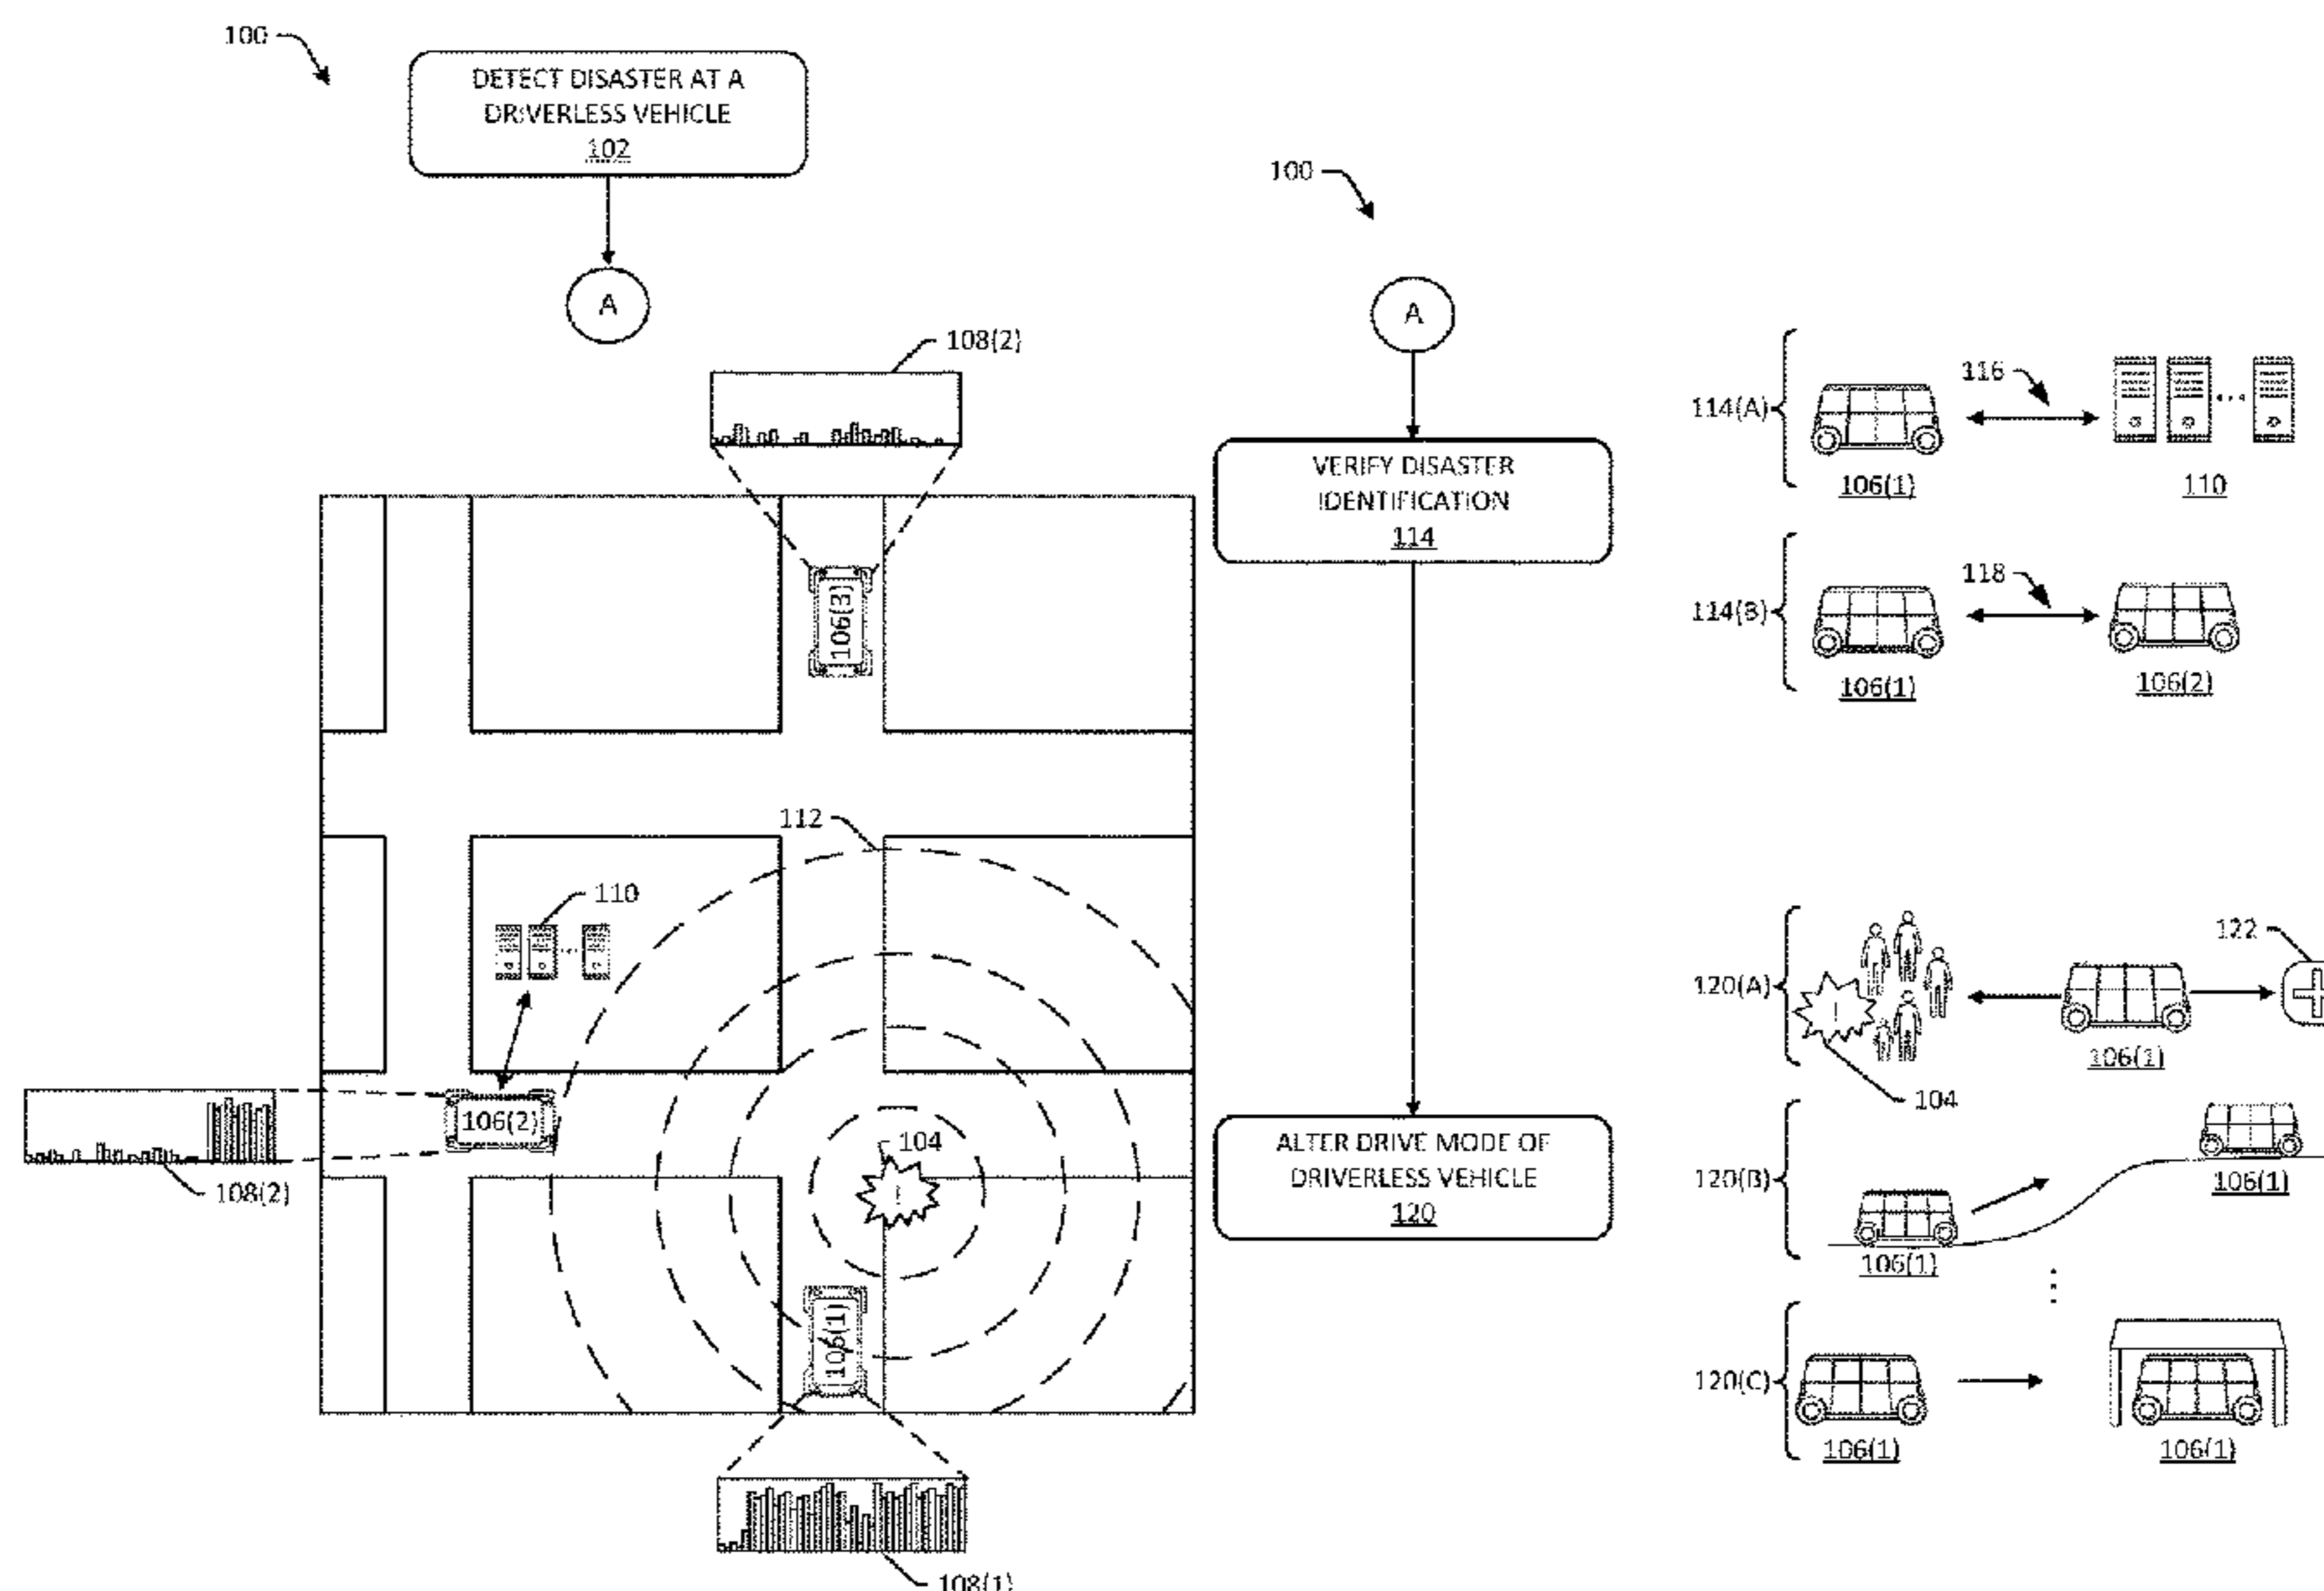 100
DETECT DISASTER AT A
DRIVERLESS VEHICLE
102
A
108(2)
106(3)
112
110
106(2)
108(2)
104
!
106(1)
108(1)
100
A
VERIFY DISASTER
IDENTIFICATION
114
ALTER DRIVE MODE OF
DRIVERLESS VEHICLE
120
114(A)
116
106(1)
110
114(B)
118
106(1)
106(2)
120(A)
!
122
106(1)
104
120(B)
106(1)
106(1)
120(C)
106(1)
106(1)